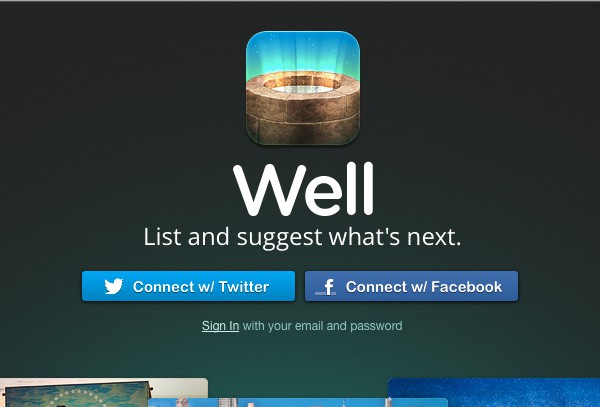 Well
List and suggest what's next.
Connect w/ Twitter
Connect w/ Facebook
Sign In with your email and password